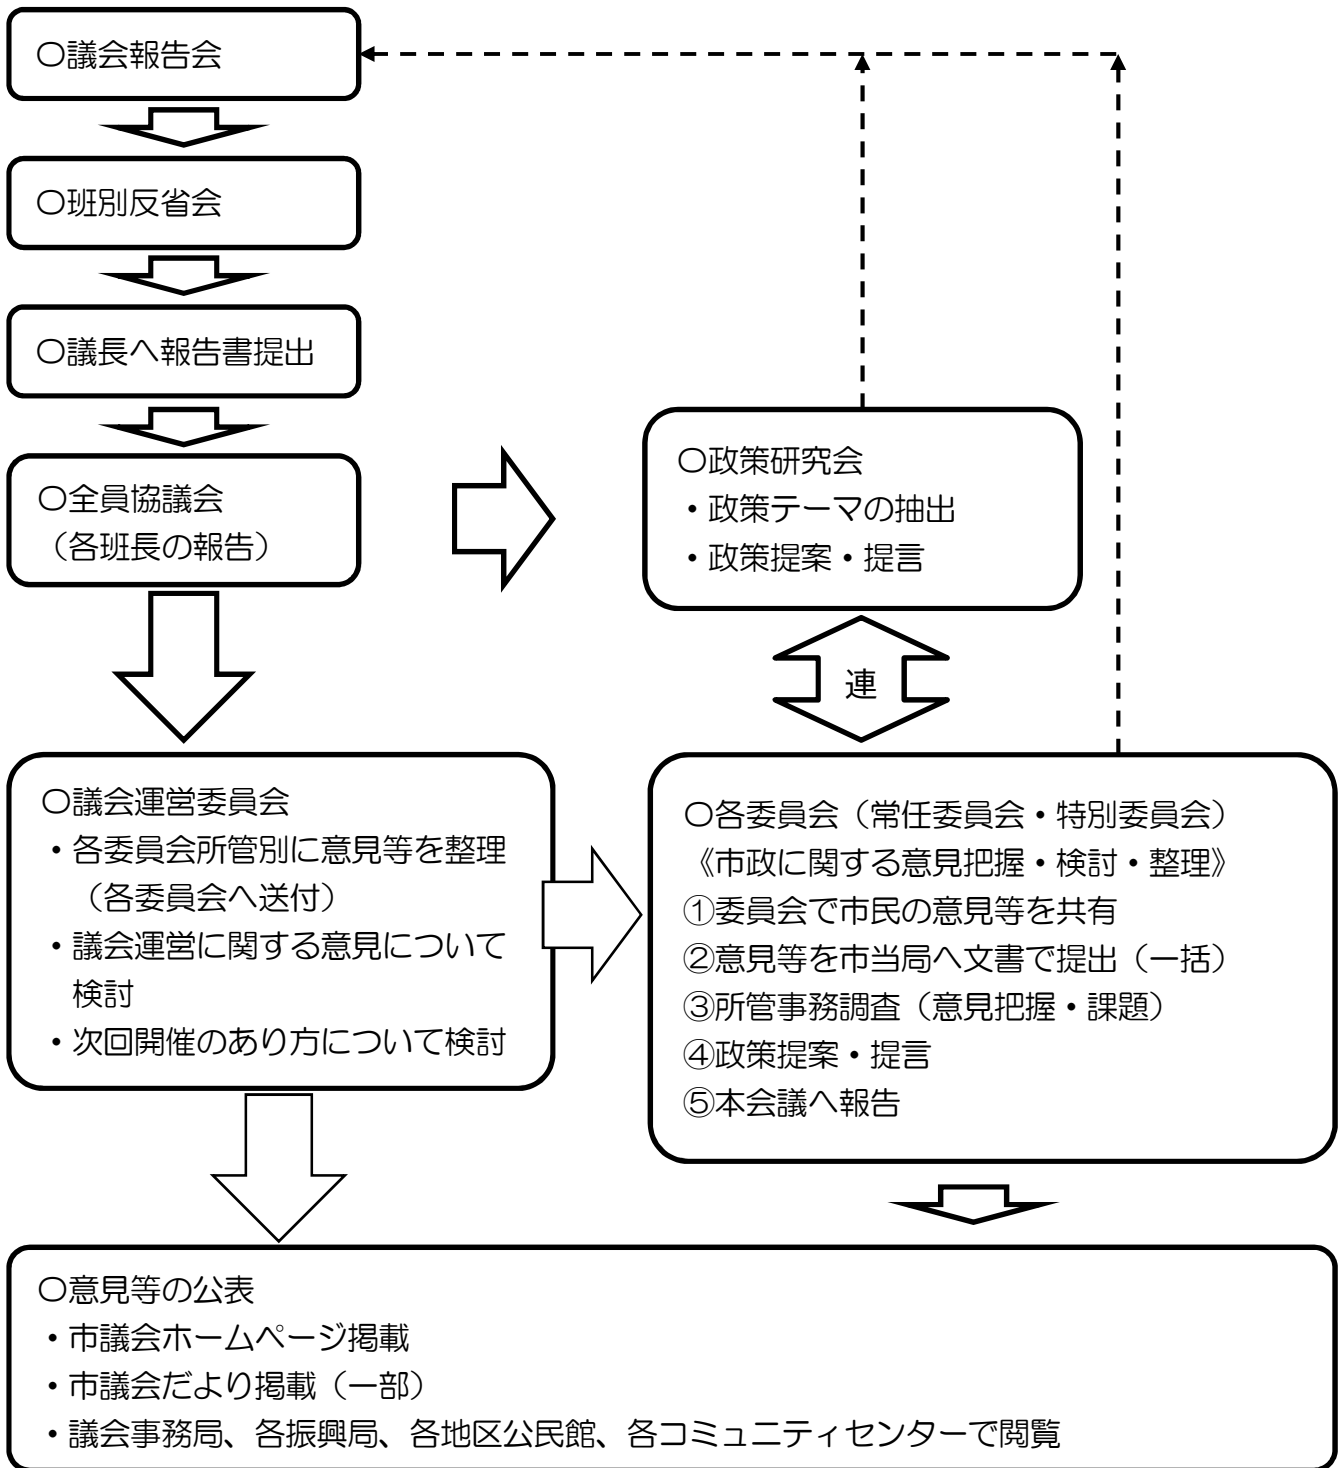 〇議会報告会
〇班別反省会
〇議長へ報告書提出
〇全員協議会
（各班長の報告）
〇政策研究会
・政策テーマの抽出
・政策提案・提言
連
〇議会運営委員会
・各委員会所管別に意見等を整理
（各委員会へ送付）
・議会運営に関する意見について
検討
・次回開催のあり方について検討
〇各委員会（常任委員会・特別委員会）
《市政に関する意見把握・検討・整理》
①委員会で市民の意見等を共有
②意見等を市当局へ文書で提出（一括）
③所管事務調査（意見把握・課題）
④政策提案・提言
⑤本会議へ報告
〇意見等の公表
・市議会ホームページ掲載
・市議会だより掲載（一部）
・議会事務局、各振興局、各地区公民館、各コミュニティセンターで閲覧